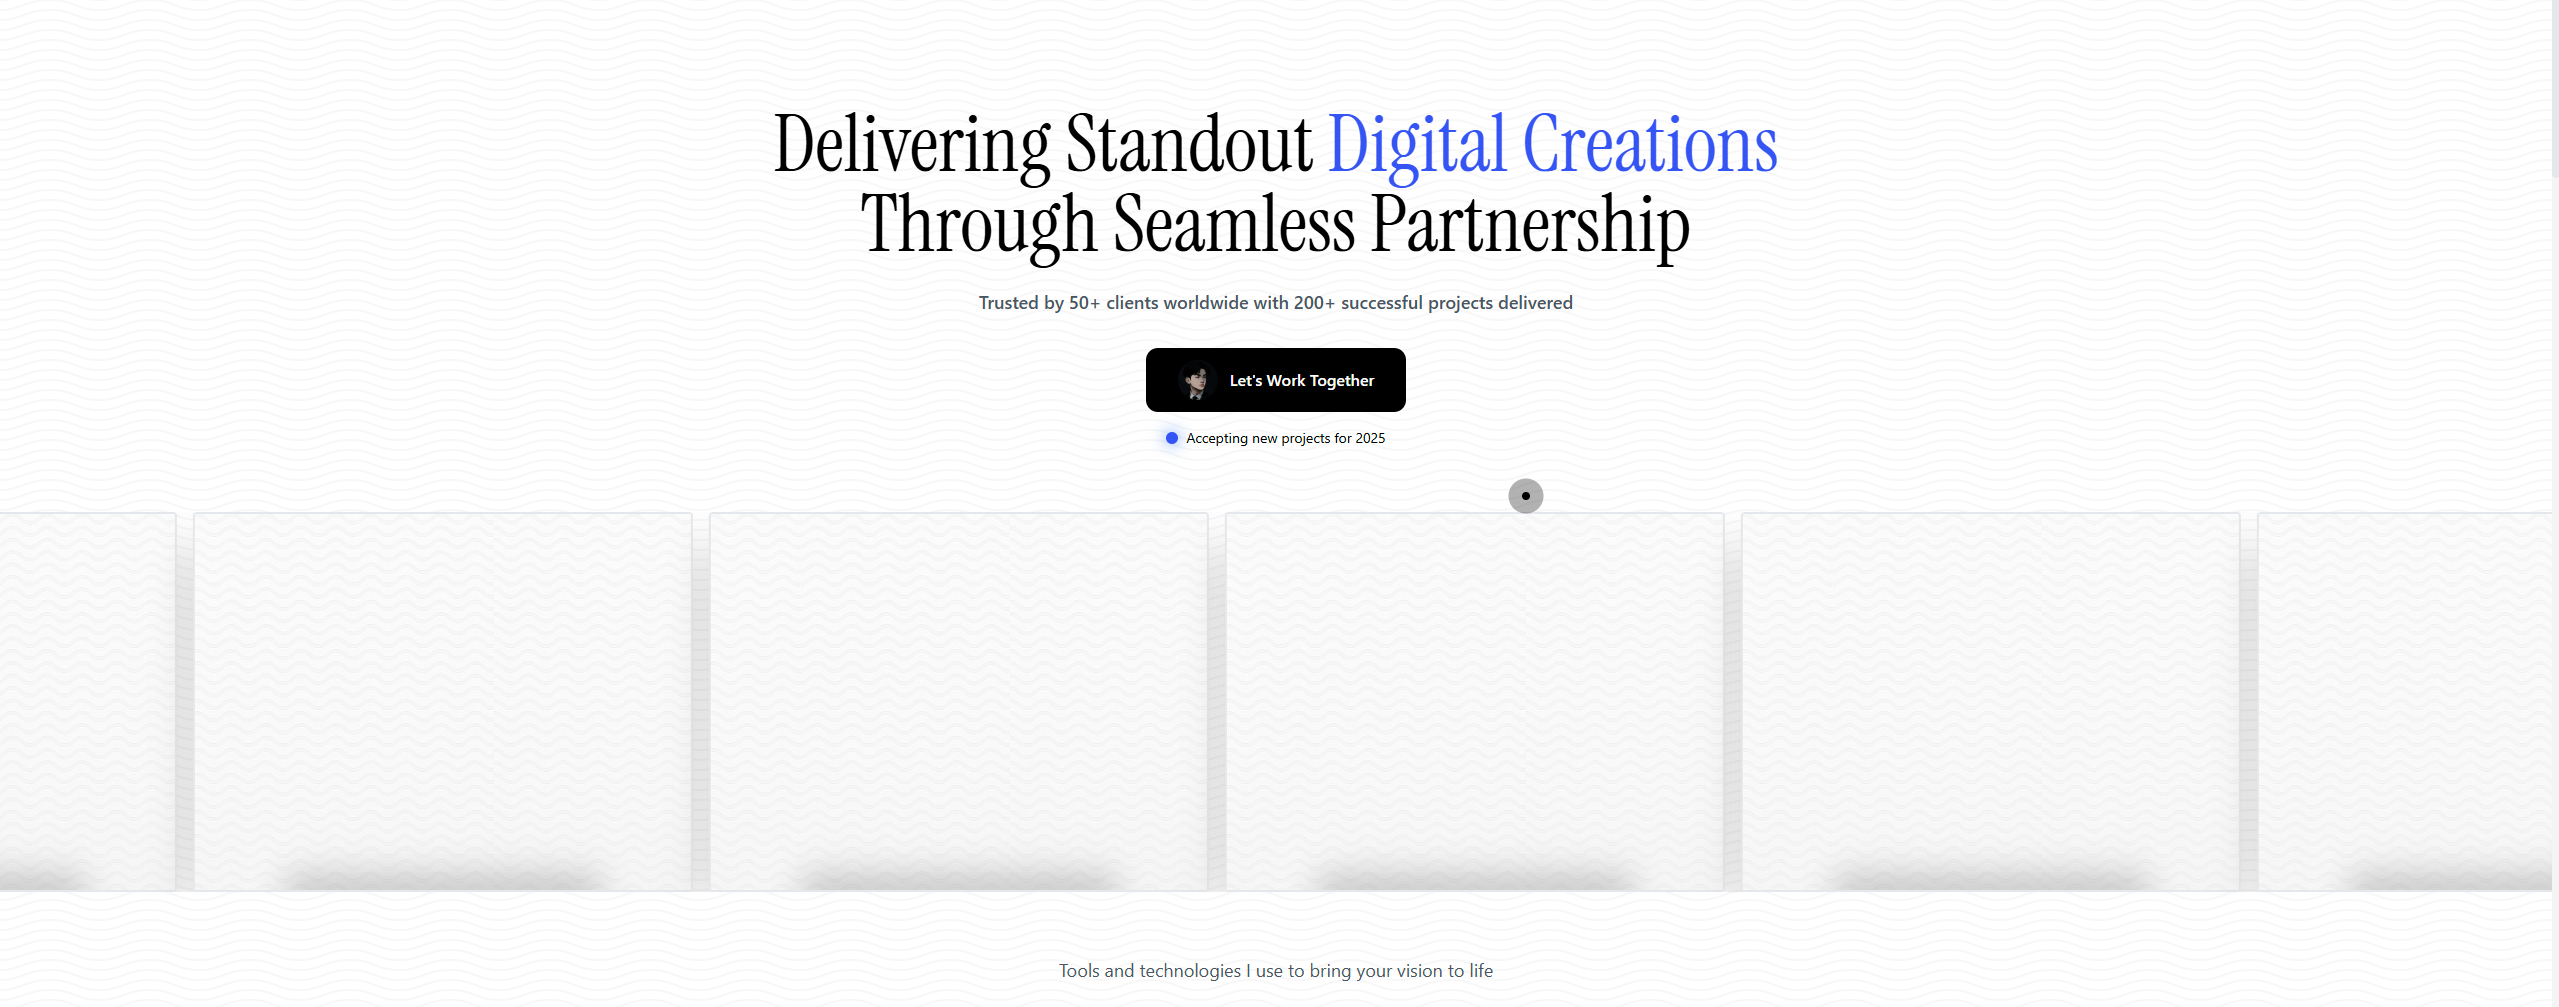 Delivering Standout Digital Creations
Through Seamless Partnership
Trusted by 50+ clients worldwide with 200+ successful projects delivered
Let's Work Together
Accepting new projects for 2025
Tools and technologies I use to bring your vision to life